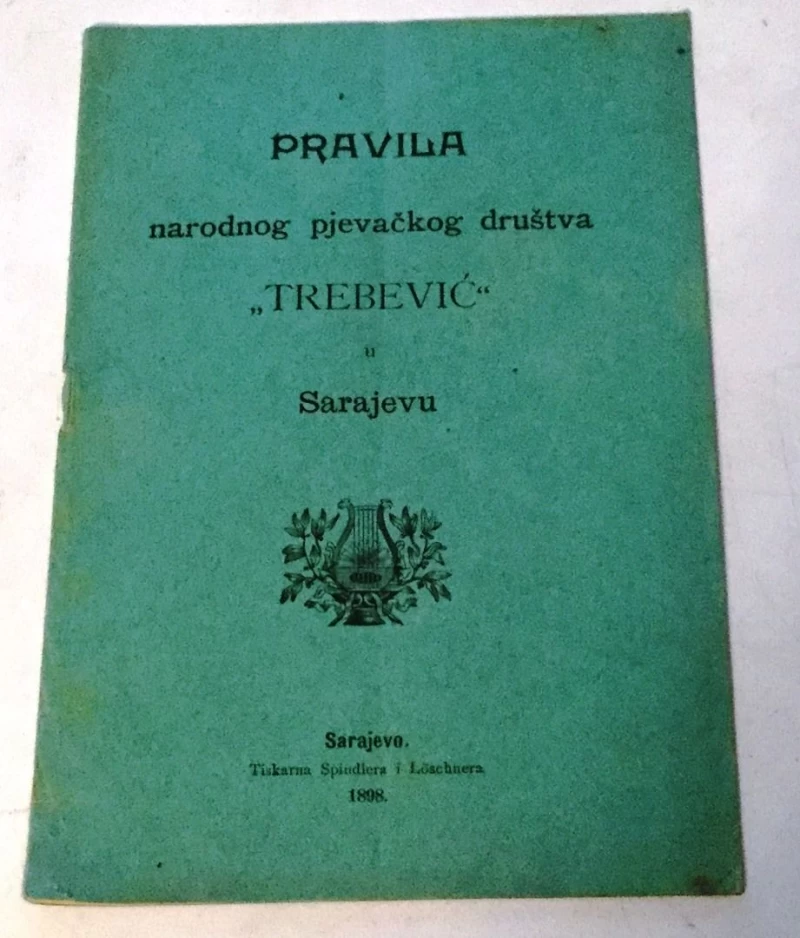 PRAVILA
narodnog pjevačkog društva
„TREBEVIĆ“
u
Sarajevu
Sarajevo.
Tiskarna Spindlera i Löschnera
1898.